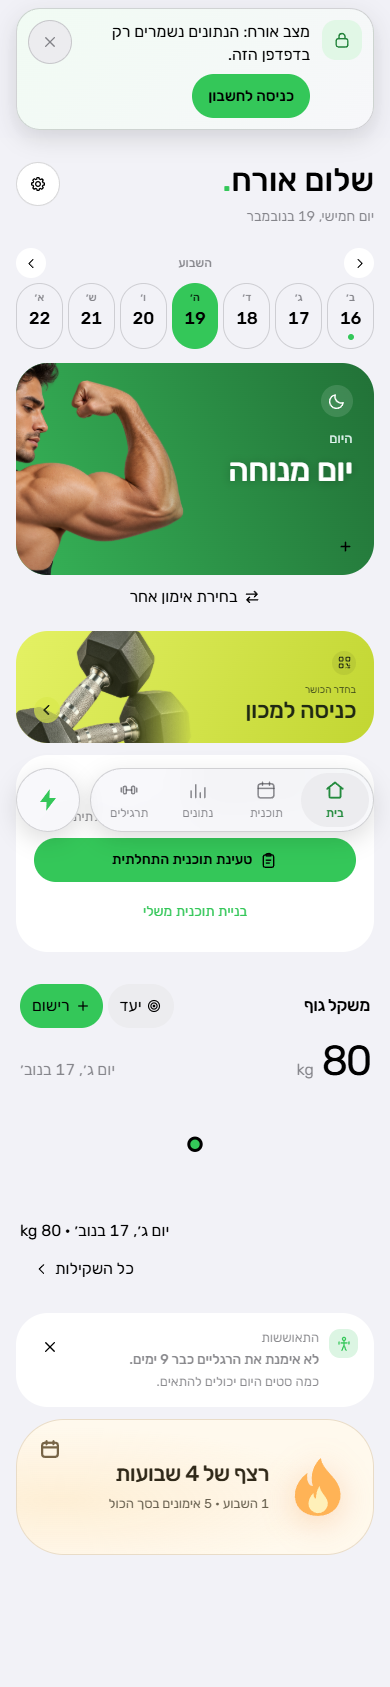 מצב אורח: הנתונים נשמרים רק
בדפדפן הזה.
כניסה לחשבון
שלום אורח.
יום חמישי, 19 בנובמבר
השבוע
ב׳ ג׳ ד׳ ה׳ ו׳ ש׳ א׳
16 17 18 19 20 21 22
היום
יום מנוחה
בחירת אימון אחר
בחדר הכושר
כניסה למכון
בית תוכנית נתונים תרגילים
טעינת תוכנית התחלתית
בניית תוכנית משלי
משקל גוף
יעד
רישום
80 kg
יום ג׳, 17 בנוב׳
יום ג׳, 17 בנוב׳ • 80 kg
כל השקילות
התאוששות
לא אימנת את הרגליים כבר 9 ימים.
כמה סטים היום יכולים להתאים.
רצף של 4 שבועות
1 השבוע • 5 אימונים בסך הכול